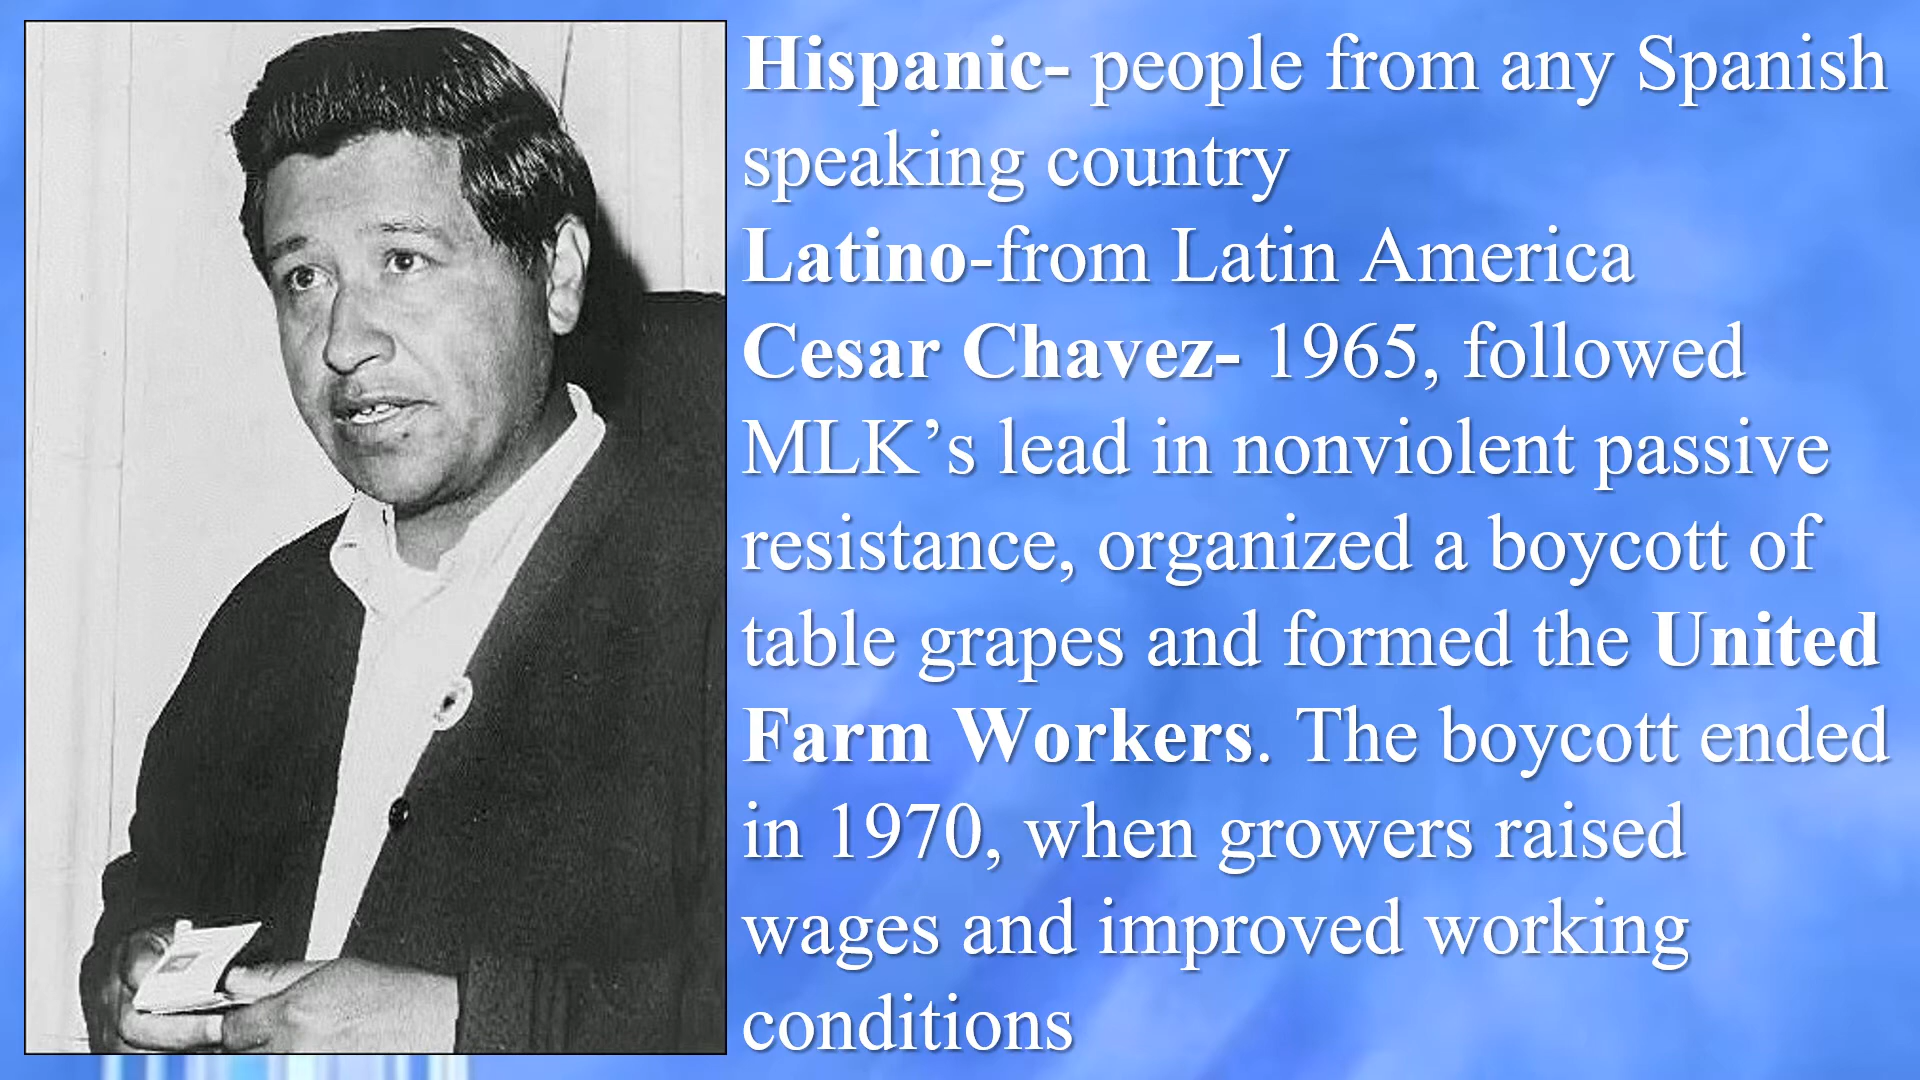 Hispanic- people from any Spanish
speaking country
Latino-from Latin America
Cesar Chavez- 1965, followed
MLK’s lead in nonviolent passive
resistance, organized a boycott of
table grapes and formed the United
Farm Workers. The boycott ended
in 1970, when growers raised
wages and improved working
conditions